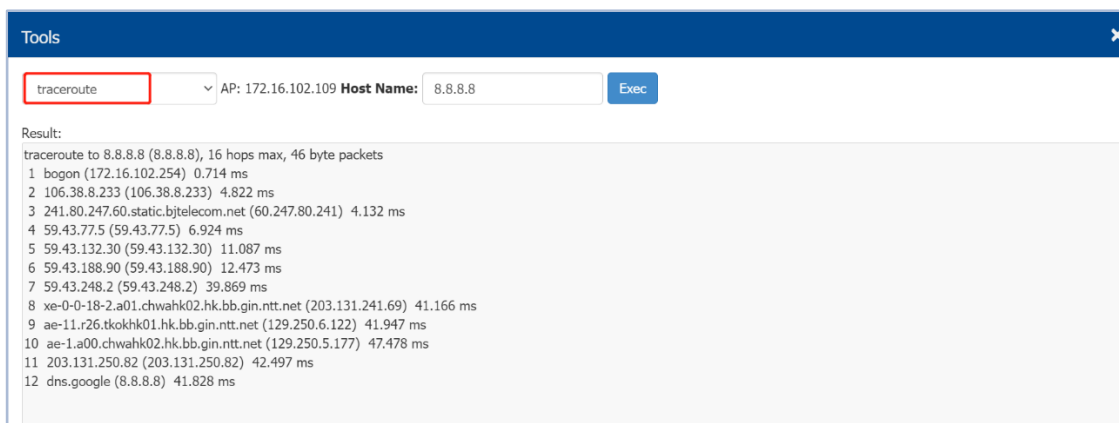 Tools
traceroute AP: 172.16.102.109 Host Name: 8.8.8.8 Exec
Result:
traceroute to 8.8.8.8 (8.8.8.8), 16 hops max, 46 byte packets
1 bogon (172.16.102.254) 0.714 ms
2 106.38.8.233 (106.38.8.233) 4.822 ms
3 241.80.247.60.static.bjtelecom.net (60.247.80.241) 4.132 ms
4 59.43.77.5 (59.43.77.5) 6.924 ms
5 59.43.132.30 (59.43.132.30) 11.087 ms
6 59.43.188.90 (59.43.188.90) 12.473 ms
7 59.43.248.2 (59.43.248.2) 39.869 ms
8 xe-0-0-18-2.a01.chwahk02.hk.bb.gin.ntt.net (203.131.241.69) 41.166 ms
9 ae-11.r26.tkokhk01.hk.bb.gin.ntt.net (129.250.6.122) 41.947 ms
10 ae-1.a00.chwahk02.hk.bb.gin.ntt.net (129.250.5.177) 47.478 ms
11 203.131.250.82 (203.131.250.82) 42.497 ms
12 dns.google (8.8.8.8) 41.828 ms